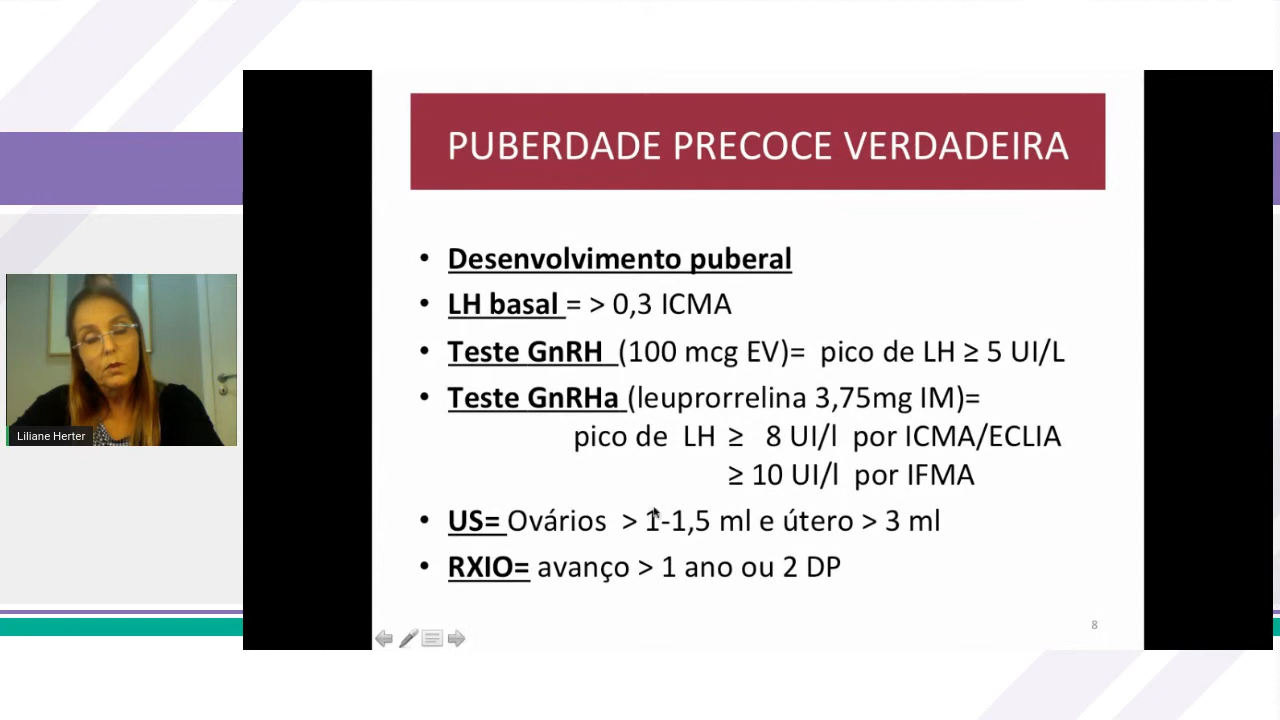 PUBERDADE PRECOCE VERDADEIRA
• Desenvolvimento puberal
• LH basal = > 0,3 ICMA
• Teste GnRH (100 mcg EV)= pico de LH ≥ 5 UI/L
• Teste GnRHa (leuprorrelina 3,75mg IM)=
pico de LH ≥ 8 UI/l por ICMA/ECLIA
≥ 10 UI/l por IFMA
• US= Ovários > 1-1,5 ml e útero > 3 ml
• RXIO= avanço > 1 ano ou 2 DP
8
Liliane Herter